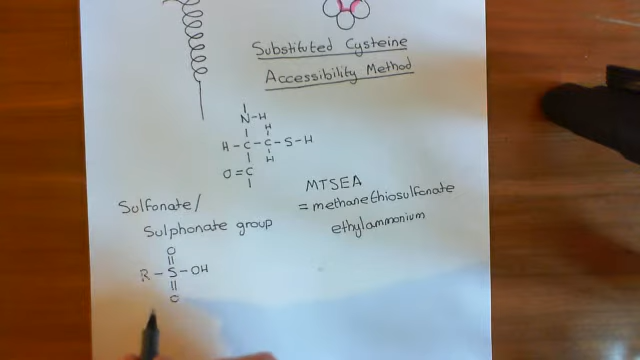 Substituted Cysteine
Accessibility Method
N-H
H
H-C-C-S-H
H
O=C
Sulfonate/
Sulphonate group
O
R-S-OH
O
MTSEA
= methanethiosulfonate
ethylammonium